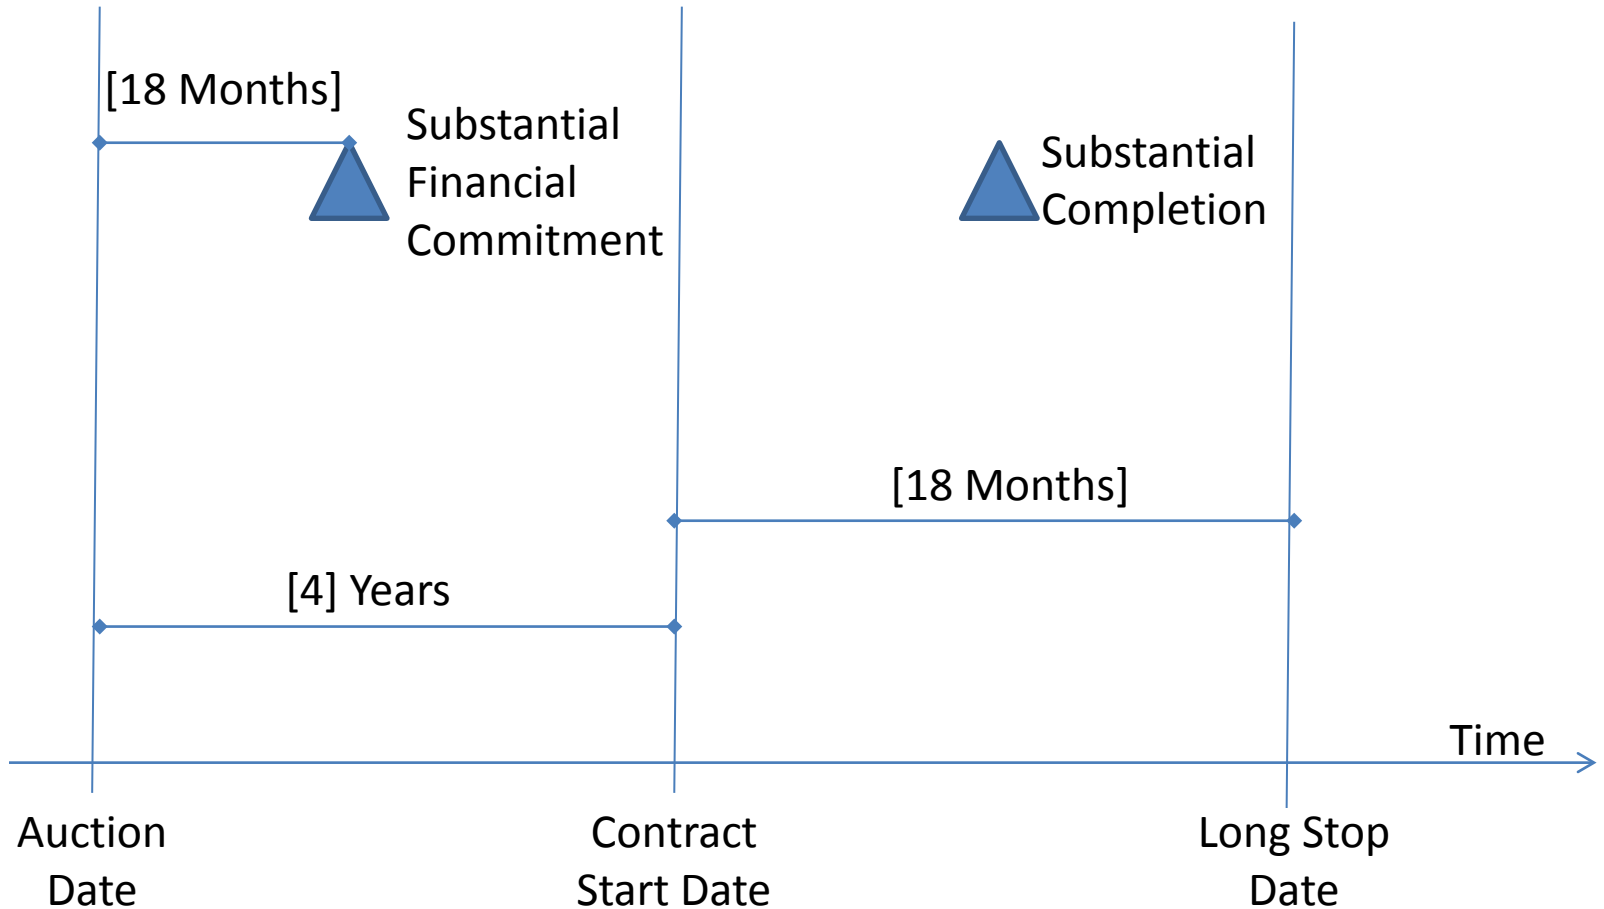 [18 Months]
Substantial
Financial
Commitment
Substantial
Completion
[18 Months]
[4] Years
Time
Auction
Date
Contract
Start Date
Long Stop
Date